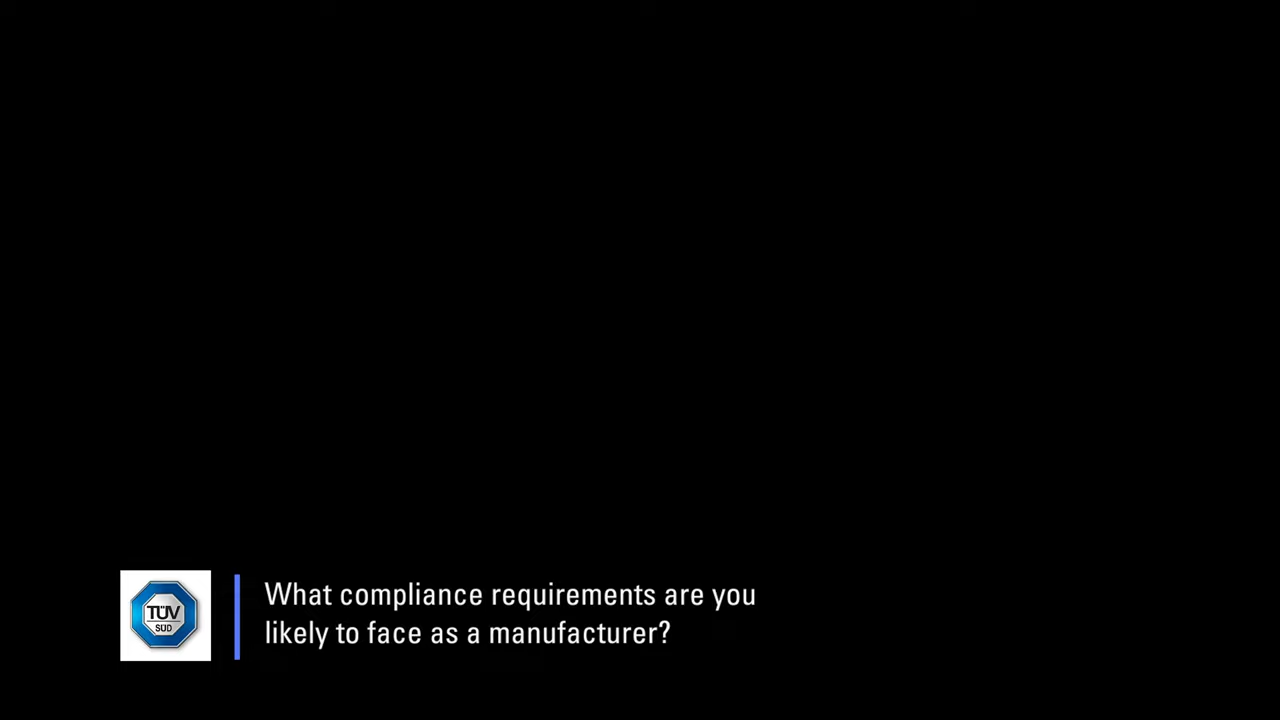 TÜV
SÜD
What compliance requirements are you
likely to face as a manufacturer?